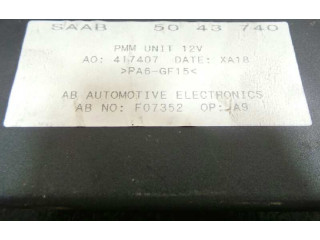 SAAB 50 43 740
PMM UNIT 12V
AO: 417407 DATE: XA18
>PA6-GF15<
AB AUTOMOTIVE ELECTRONICS
AB NO: F07352 OP: A9